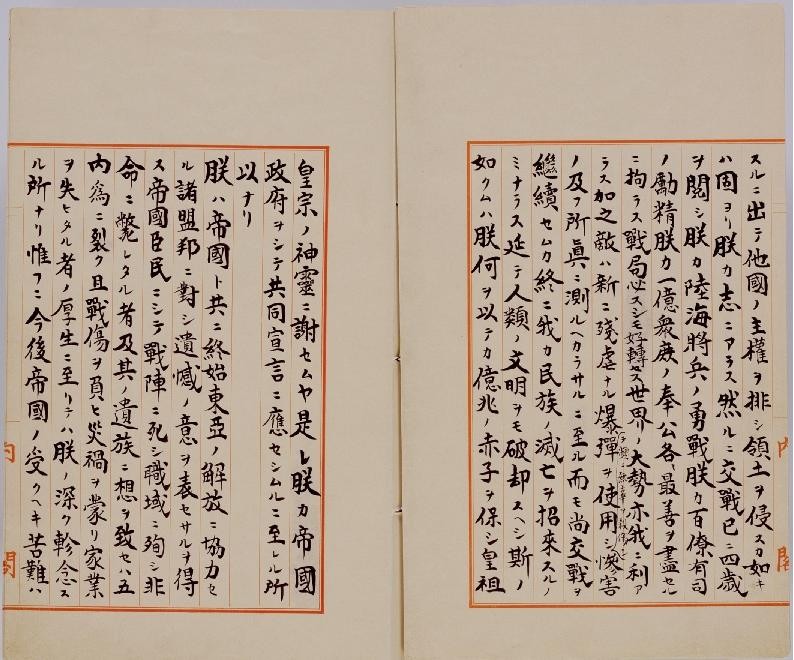 スルニ出テ他國ノ主權ヲ排シ領土ヲ侵スカ如キ
ハ固ヨリ朕カ志ニアラス然ルニ交戰已ニ四歳
ヲ閲シ朕カ陸海將兵ノ勇戰朕カ百僚有司
ノ勵精朕カ一億衆庶ノ奉公各〻最善ヲ盡セル
ニ拘ラス戰局必スシモ好轉セス世界ノ大勢亦我ニ利ア
ラス加之敵ハ新ニ殘虐ナル爆彈ヲ使用シテ頻ニ無辜ヲ殺傷シ慘害
ノ及フ所眞ニ測ルヘカラサルニ至ル而モ尚交戰ヲ
繼續セムカ終ニ我カ民族ノ滅亡ヲ招來スルノ
ミナラス延テ人類ノ文明ヲモ破却スヘシ斯ノ
如クムハ朕何ヲ以テカ億兆ノ赤子ヲ保シ皇祖
皇宗ノ神靈ニ謝セムヤ是レ朕カ帝國
政府ヲシテ共同宣言ニ應セシムルニ至レル所
以ナリ
朕ハ帝國ト共ニ終始東亞ノ解放ニ協力セ
ル諸盟邦ニ對シ遺憾ノ意ヲ表セサルヲ得
ス帝國臣民ニシテ戰陣ニ死シ職域ニ殉シ非
命ニ斃レタル者及其ノ遺族ニ想ヲ致セハ五
内爲ニ裂ク且戰傷ヲ負ヒ災禍ヲ蒙リ家業
ヲ失ヒタル者ノ厚生ニ至リテハ朕ノ深ク軫念ス
ル所ナリ惟フニ今後帝國ノ受クヘキ苦難ハ
内閣
内閣